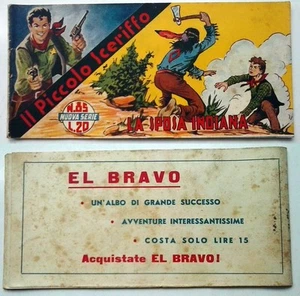 Il Piccolo Sceriffo
N.85
NUOVA SERIE
L.20
LA SPOSA INDIANA
EL BRAVO
• UN'ALBO DI GRANDE SUCCESSO
• AVVENTURE INTERESSANTISSIME
• COSTA SOLO LIRE 15
Acquistate EL BRAVO!